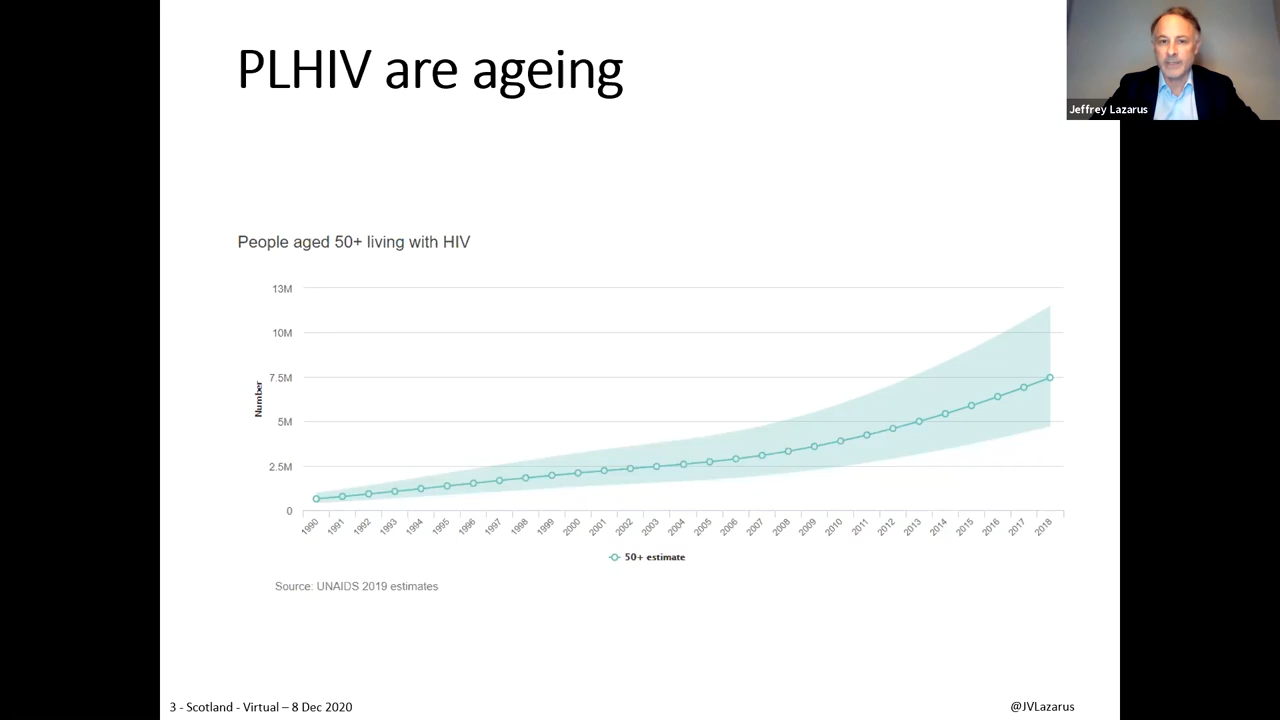 PLHIV are ageing
Jeffrey Lazarus
People aged 50+ living with HIV
13M
10M
7.5M
5M
2.5M
0
Number
1990 1991 1992 1993 1994 1995 1996 1997 1998 1999 2000 2001 2002 2003 2004 2005 2006 2007 2008 2009 2010 2011 2012 2013 2014 2015 2016 2017 2018
50+ estimate
Source: UNAIDS 2019 estimates
3 - Scotland - Virtual – 8 Dec 2020
@JVLazarus